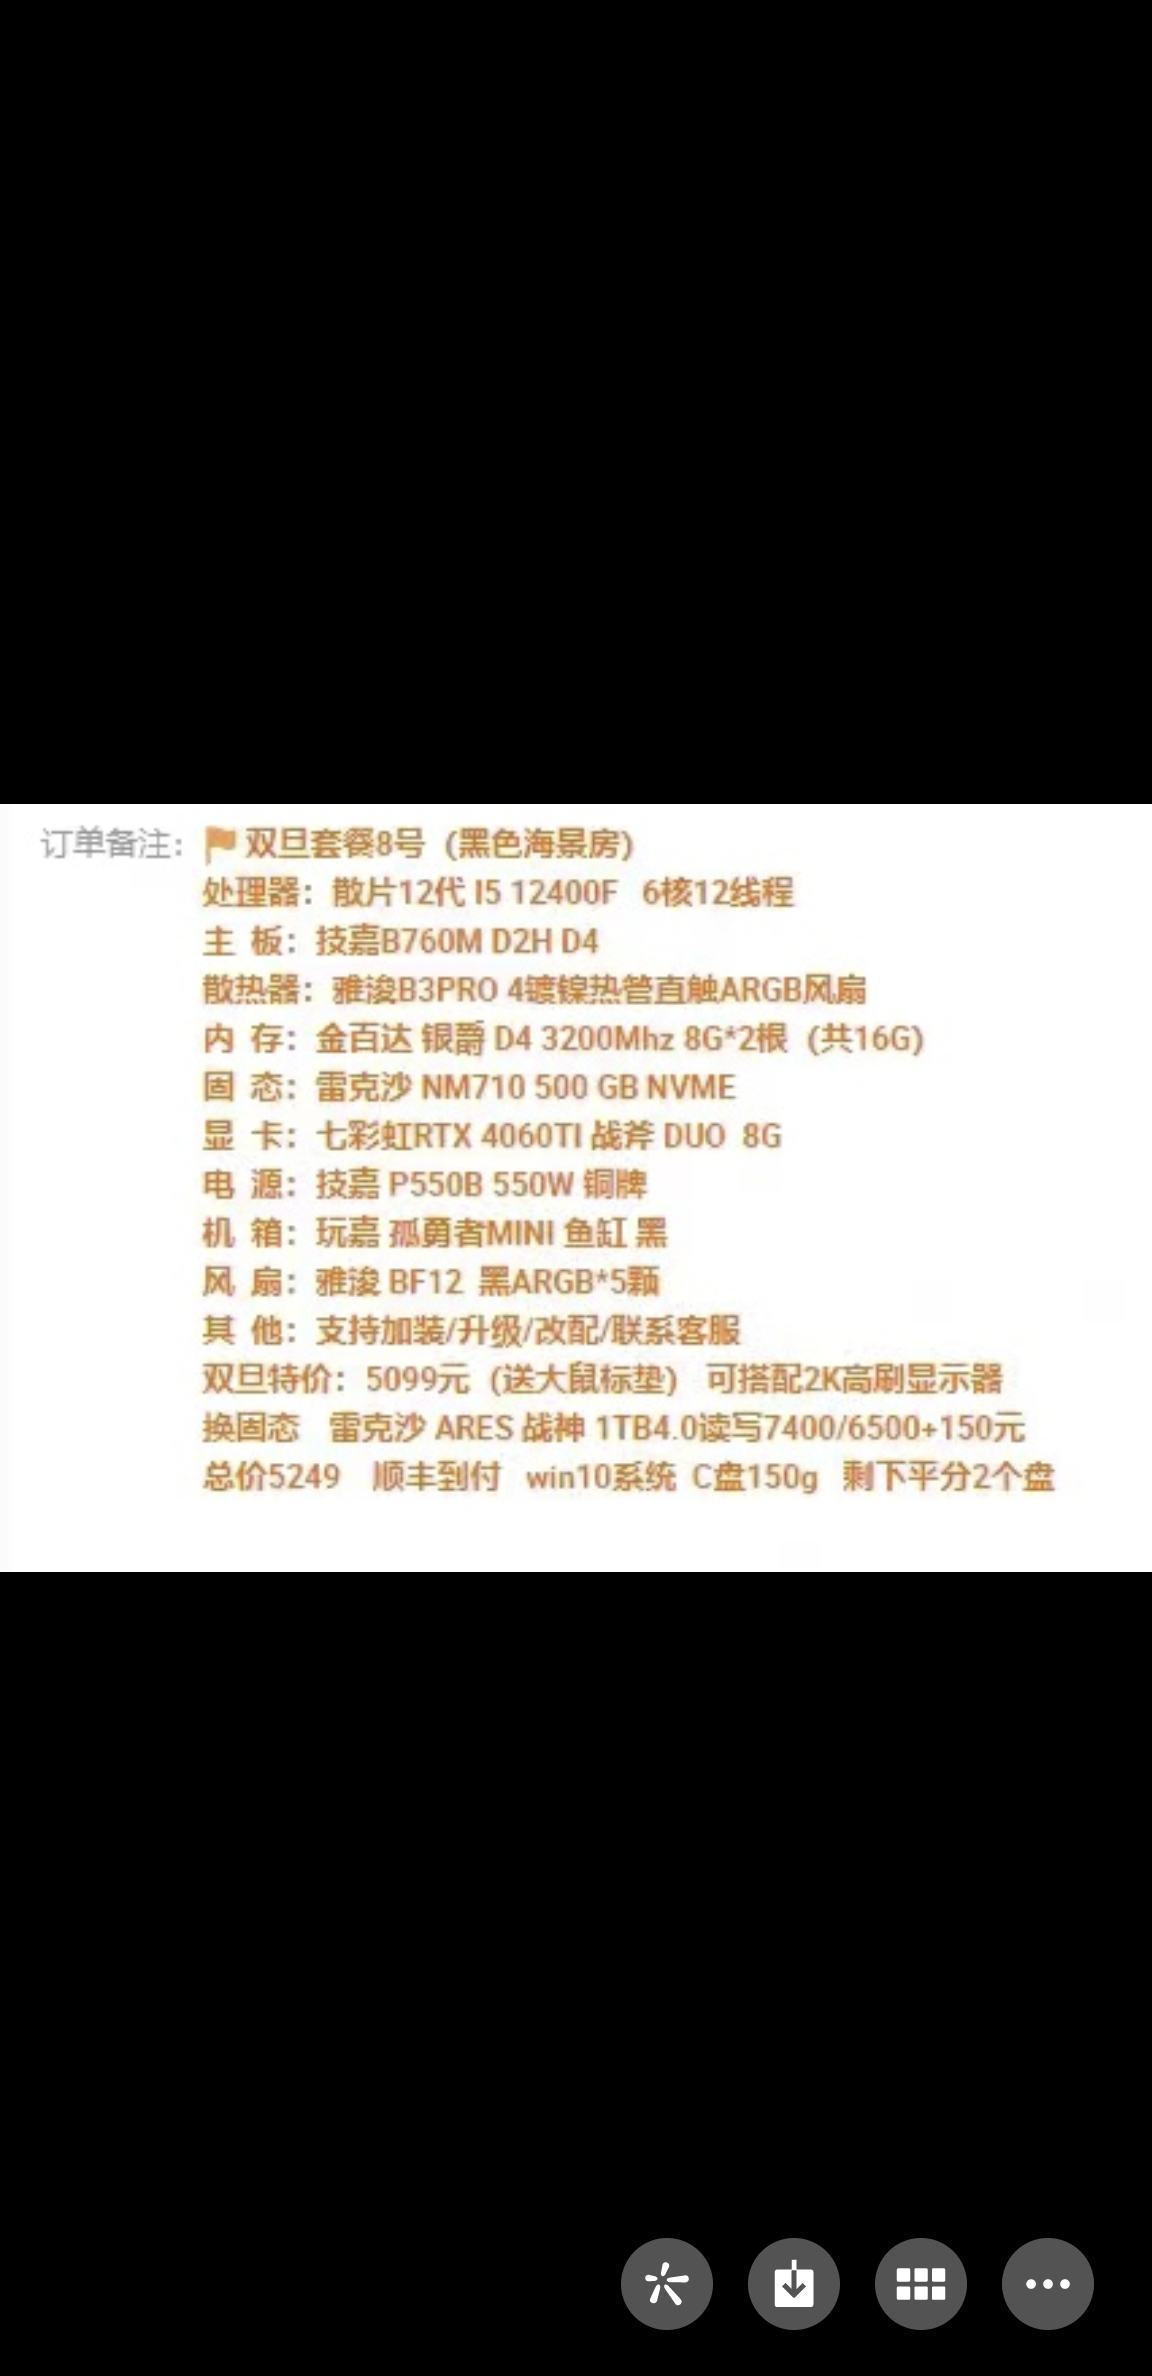 订单备注：双旦套餐8号（黑色海景房）
处理器：散片12代 I5 12400F 6核12线程
主 板：技嘉B760M D2H D4
散热器：雅浚B3PRO 4镀镍热管直触ARGB风扇
内 存：金百达 银爵 D4 3200Mhz 8G*2根（共16G）
固 态：雷克沙 NM710 500 GB NVME
显 卡：七彩虹RTX 4060TI 战斧 DUO 8G
电 源：技嘉 P550B 550W 铜牌
机 箱：玩嘉 孤勇者MINI 鱼缸 黑
风 扇：雅浚 BF12 黑ARGB*5颗
其 他：支持加装/升级/改配/联系客服
双旦特价：5099元（送大鼠标垫） 可搭配2K高刷显示器
换固态 雷克沙 ARES 战神 1TB4.0读写7400/6500+150元
总价5249 顺丰到付 win10系统 C盘150g 剩下平分2个盘